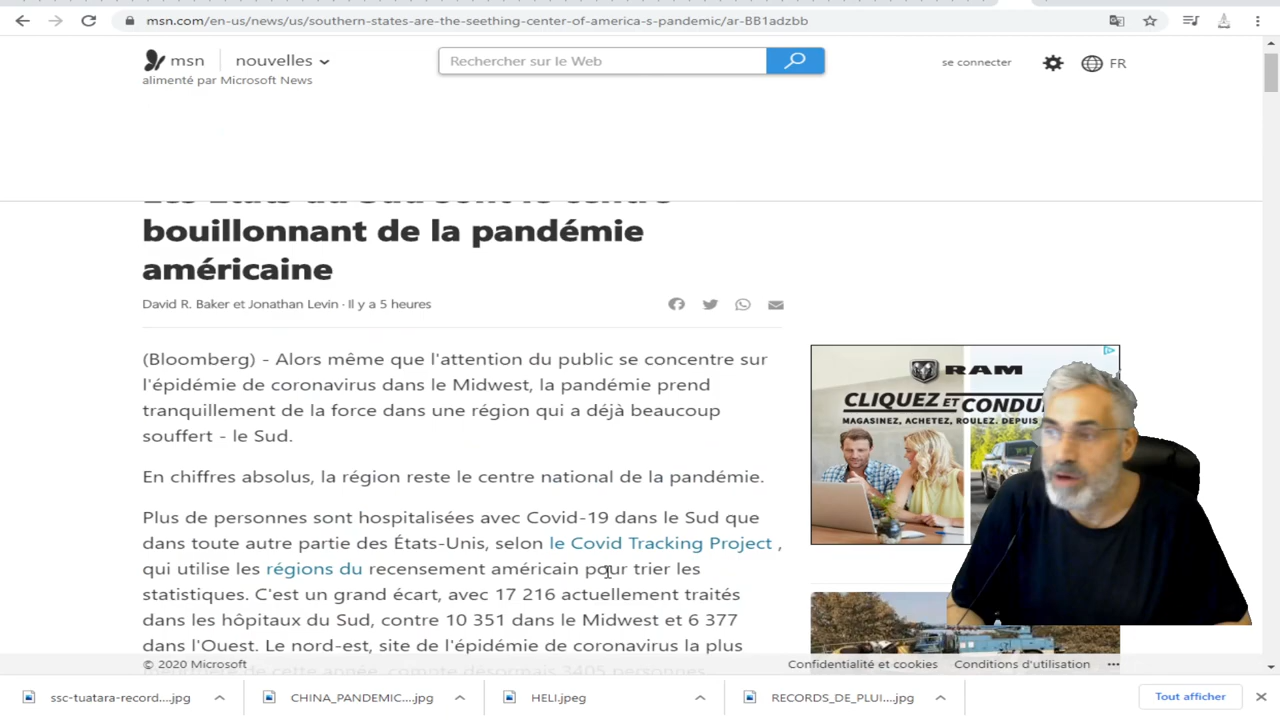 msn.com/en-us/news/us/southern-states-are-the-seething-center-of-america-s-pandemic/ar-BB1adzbb
msn nouvelles
Rechercher sur le Web
se connecter
FR
alimenté par Microsoft News
Les États du Sud sont le centre
bouillonnant de la pandémie
américaine
David R. Baker et Jonathan Levin · Il y a 5 heures
(Bloomberg) - Alors même que l'attention du public se concentre sur
l'épidémie de coronavirus dans le Midwest, la pandémie prend
tranquillement de la force dans une région qui a déjà beaucoup
souffert - le Sud.
En chiffres absolus, la région reste le centre national de la pandémie.
Plus de personnes sont hospitalisées avec Covid-19 dans le Sud que
dans toute autre partie des États-Unis, selon le Covid Tracking Project ,
qui utilise les régions du recensement américain pour trier les
statistiques. C'est un grand écart, avec 17 216 actuellement traités
dans les hôpitaux du Sud, contre 10 351 dans le Midwest et 6 377
dans l'Ouest. Le nord-est, site de l'épidémie de coronavirus la plus
de cette année, compte désormais 3405 personnes
RAM
CLIQUEZ ET CONDU
MAGASINEZ, ACHETEZ, ROULEZ. DEPUIS
© 2020 Microsoft
Confidentialité et cookies
Conditions d'utilisation
ssc-tuatara-record....jpg
CHINA_PANDEMIC....jpg
HELI.jpeg
RECORDS_DE_PLUI....jpg
Tout afficher